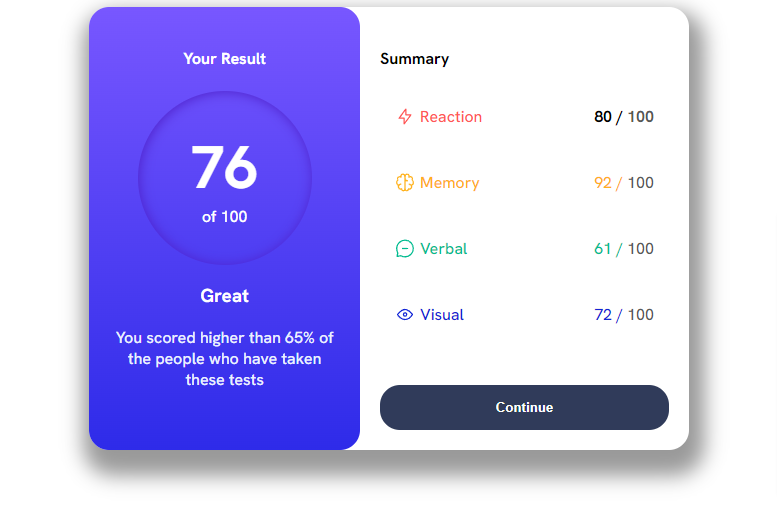 Your Result
76
of 100
Great
You scored higher than 65% of
the people who have taken
these tests
Summary
Reaction 80 / 100
Memory 92 / 100
Verbal 61 / 100
Visual 72 / 100
Continue